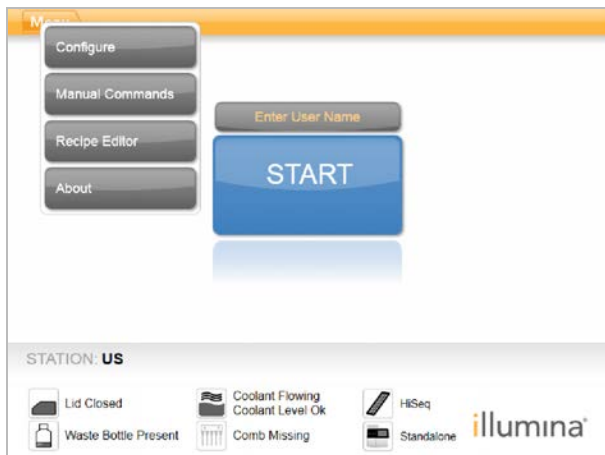 Menu
Configure
Manual Commands
Recipe Editor
About
Enter User Name
START
STATION: US
Lid Closed
Coolant Flowing
Coolant Level Ok
HiSeq
Waste Bottle Present
Comb Missing
Standalone
illumina